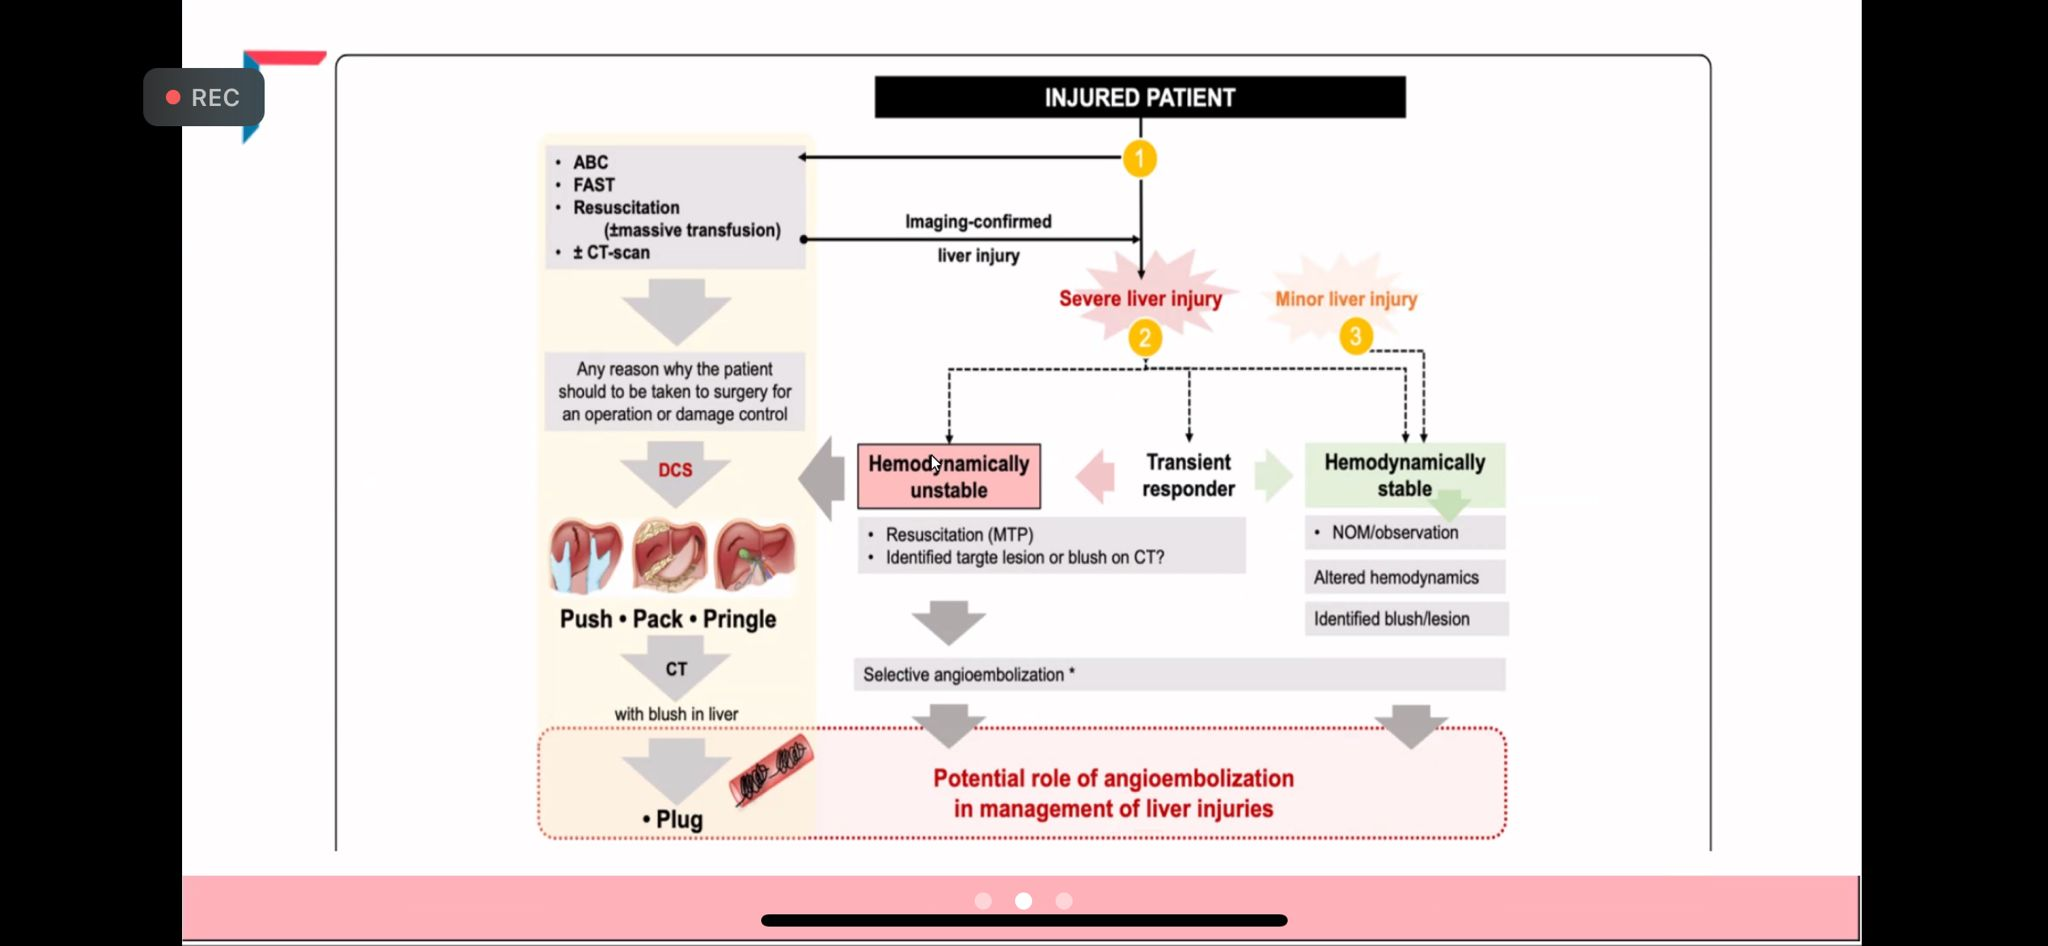 REC
INJURED PATIENT
1
• ABC
• FAST
• Resuscitation
(±massive transfusion)
• ± CT-scan
Imaging-confirmed
liver injury
Severe liver injury
2
Minor liver injury
3
Any reason why the patient
should to be taken to surgery for
an operation or damage control
DCS
Hemodynamically
unstable
Transient
responder
Hemodynamically
stable
• Resuscitation (MTP)
• Identified targte lesion or blush on CT?
• NOM/observation
Altered hemodynamics
Identified blush/lesion
Push • Pack • Pringle
CT
with blush in liver
Selective angioembolization *
• Plug
Potential role of angioembolization
in management of liver injuries